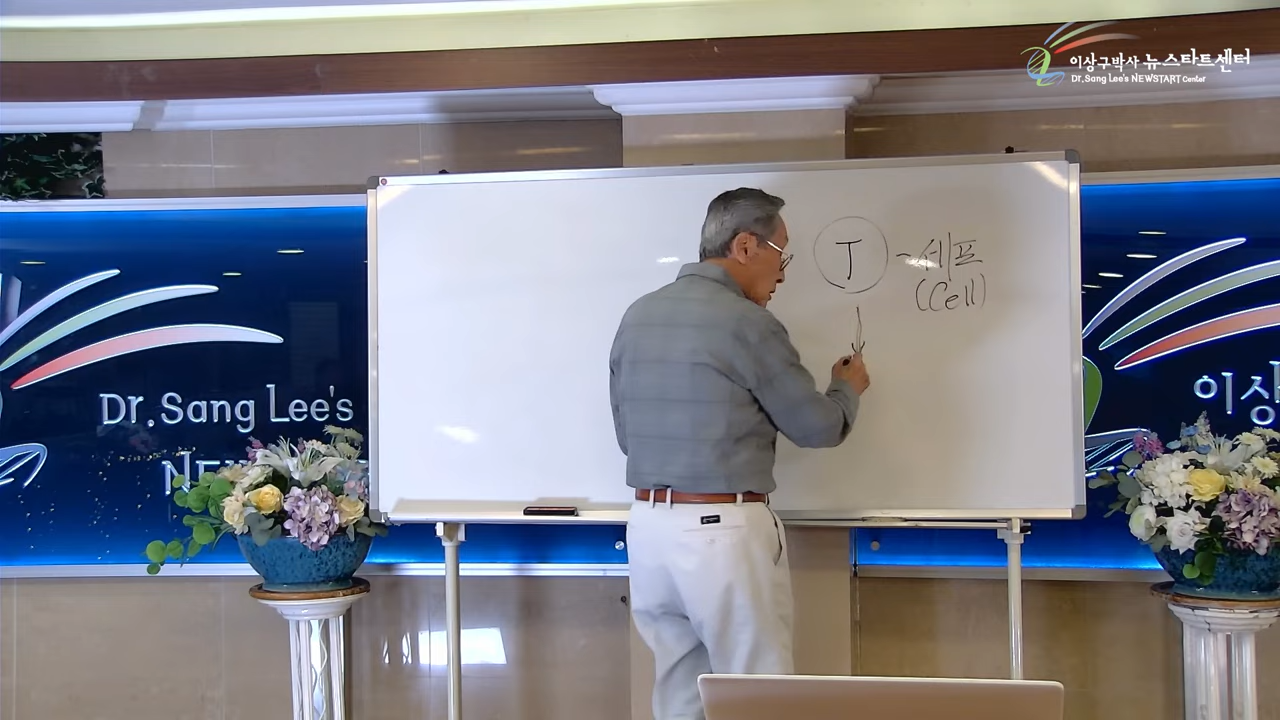 이상구박사 뉴스타트센터
Dr. Sang Lee's NEWSTART Center
T ~세포
(Cell)
Dr. Sang Lee's
NEW
이상